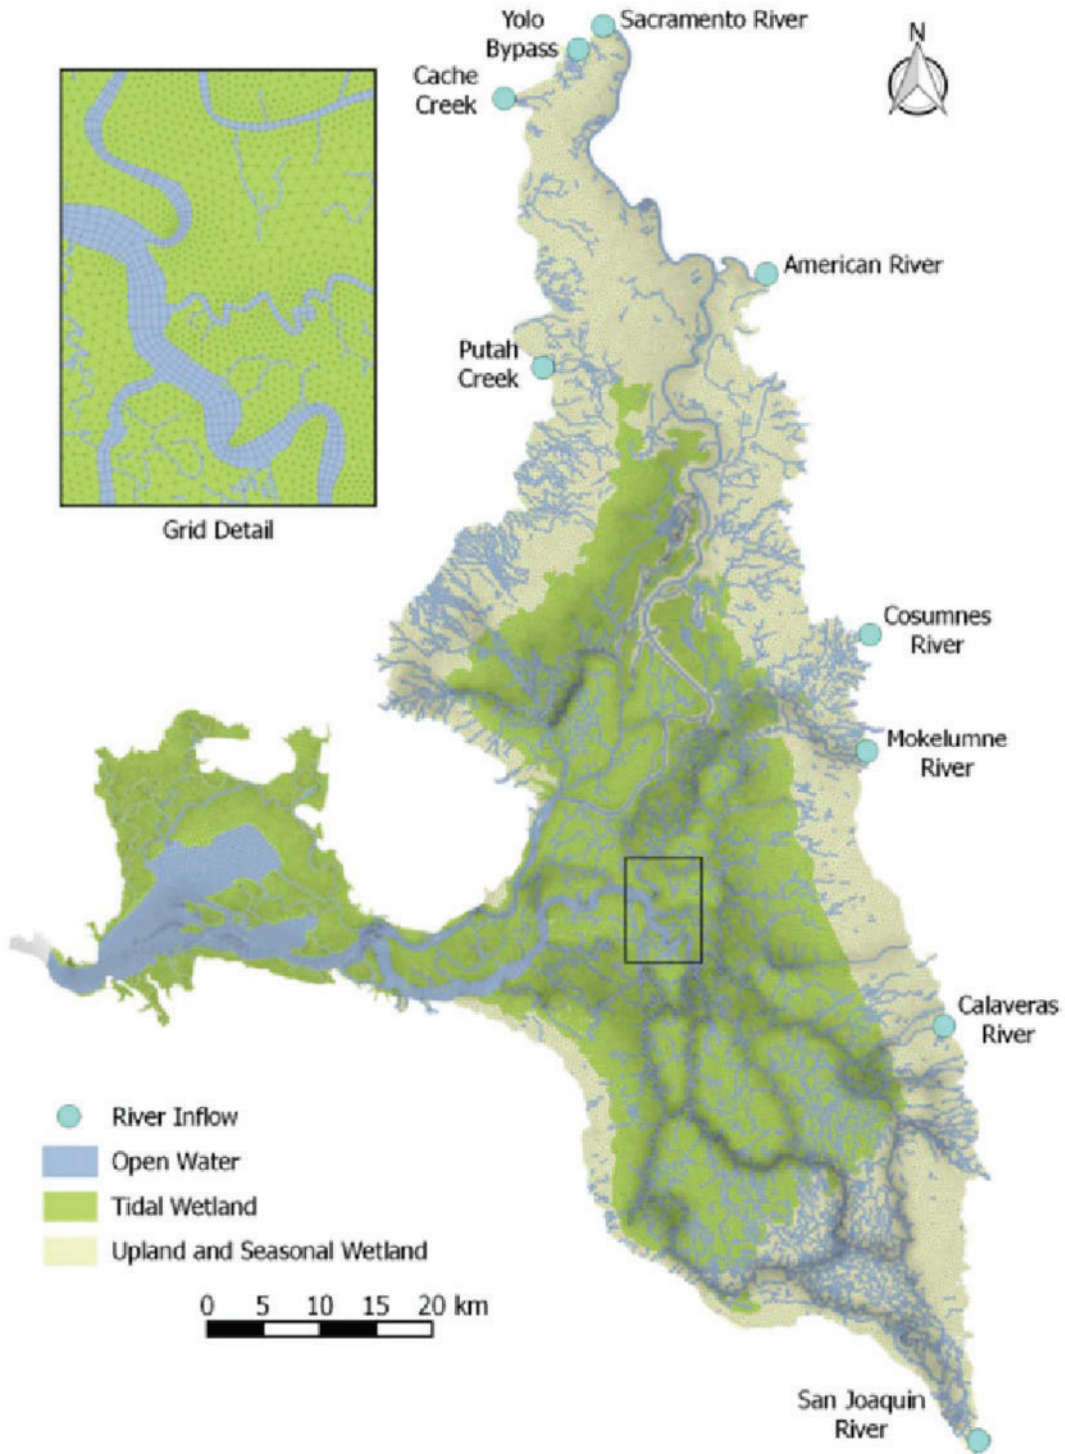 Yolo
Bypass
Sacramento River
Cache
Creek
N
American River
Putah
Creek
Grid Detail
Cosumnes
River
Mokelumne
River
Calaveras
River
River Inflow
Open Water
Tidal Wetland
Upland and Seasonal Wetland
0 5 10 15 20 km
San Joaquin
River